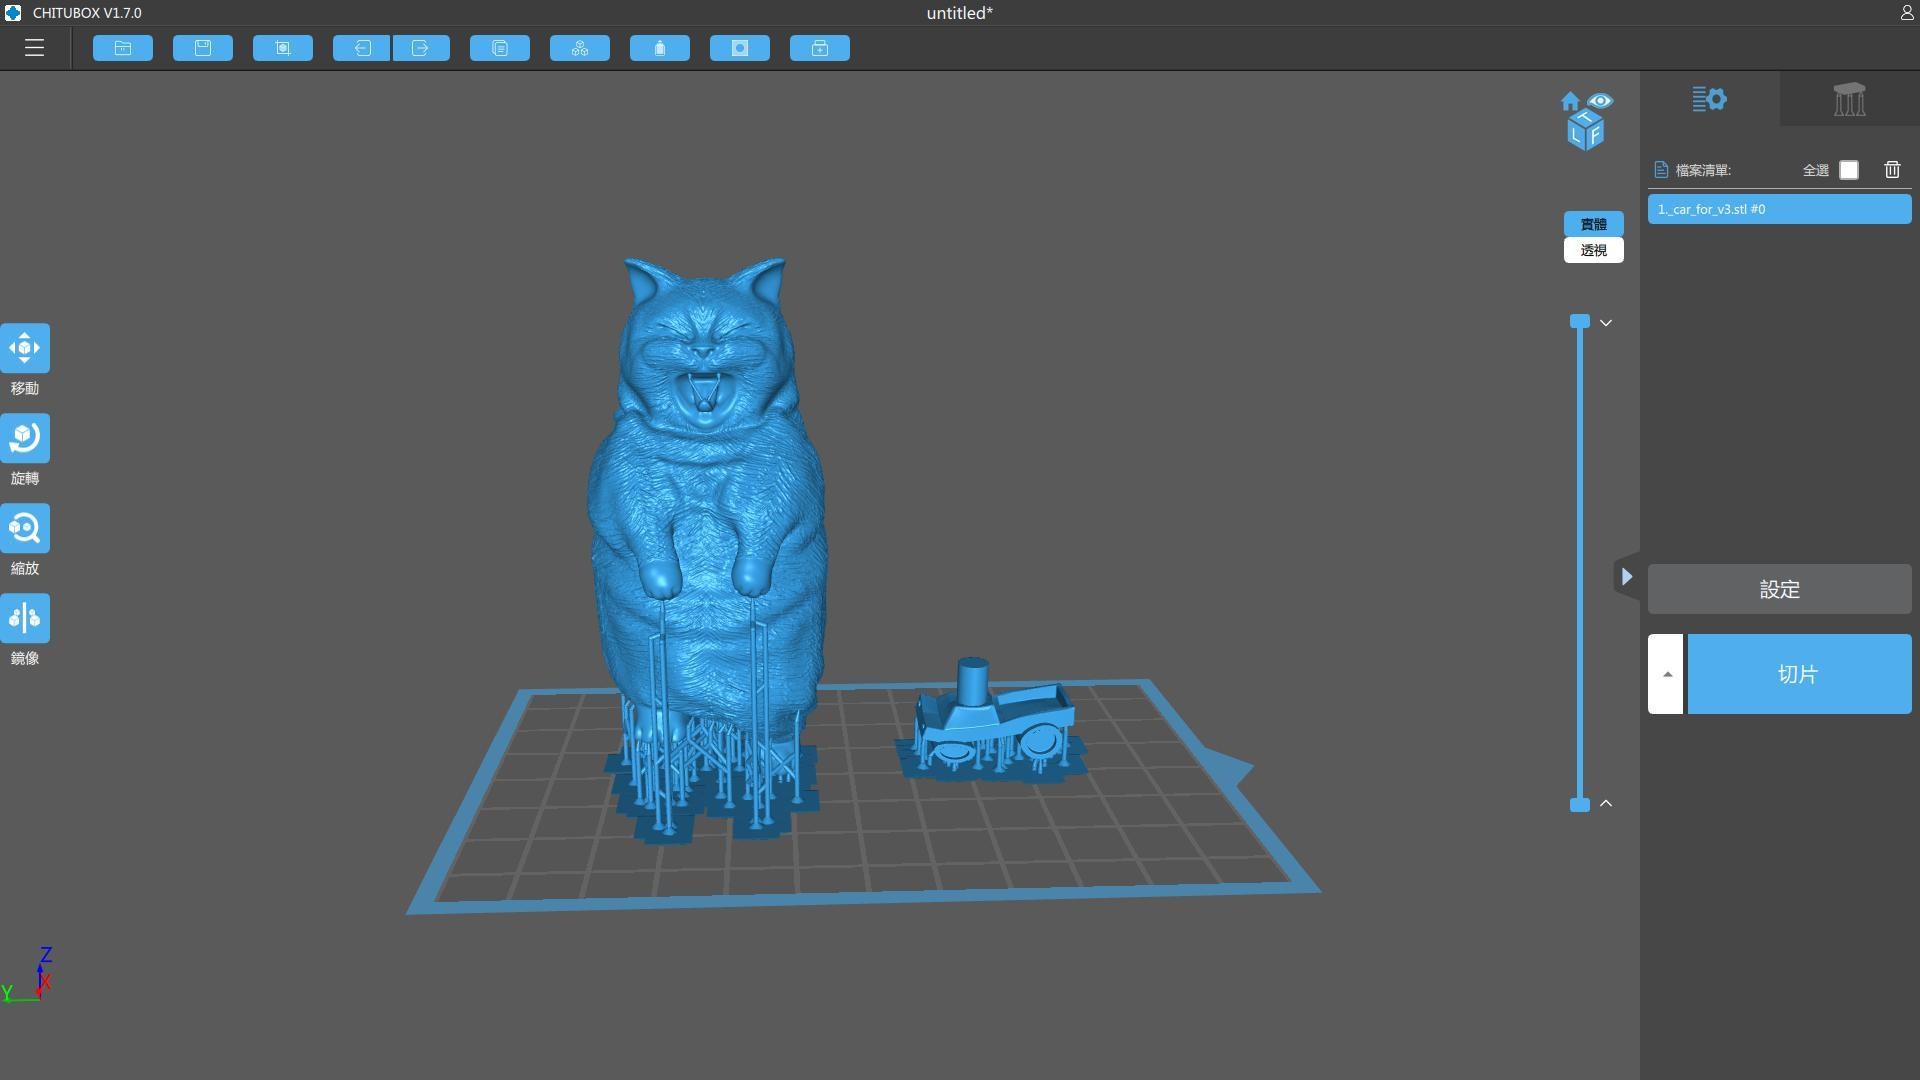 CHITUBOX V1.7.0
untitled*
T
L F
檔案清單:
全選
1._car_for_v3.stl #0
實體
透視
移動
旋轉
縮放
鏡像
設定
切片
Z
X
Y